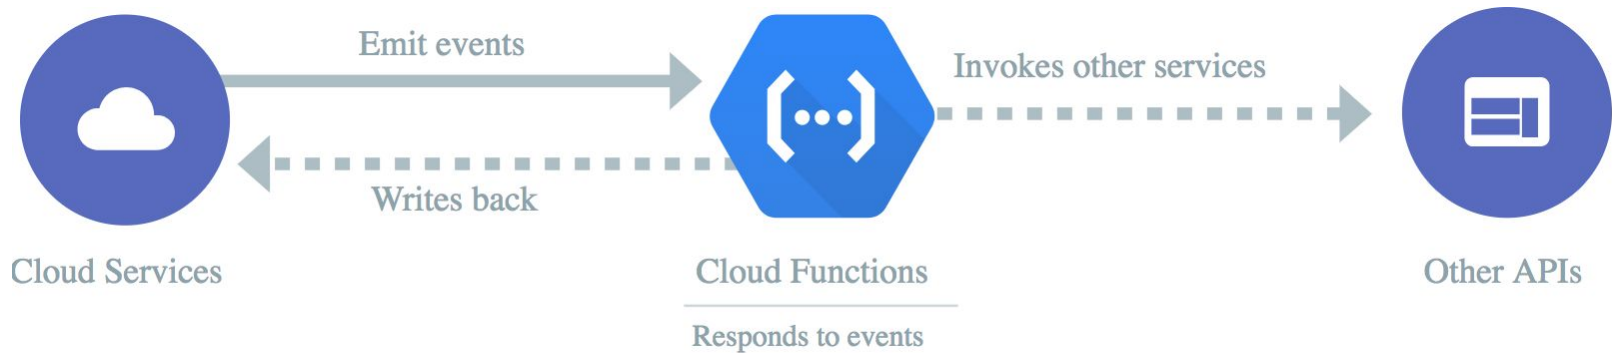 Emit events
Invokes other services
Writes back
Cloud Services
Cloud Functions
Other APIs
Responds to events